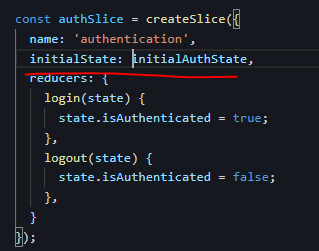 const authSlice = createSlice({
name: 'authentication',
initialState: initialAuthState,
reducers: {
login(state) {
state.isAuthenticated = true;
},
logout(state) {
state.isAuthenticated = false;
},
}
});